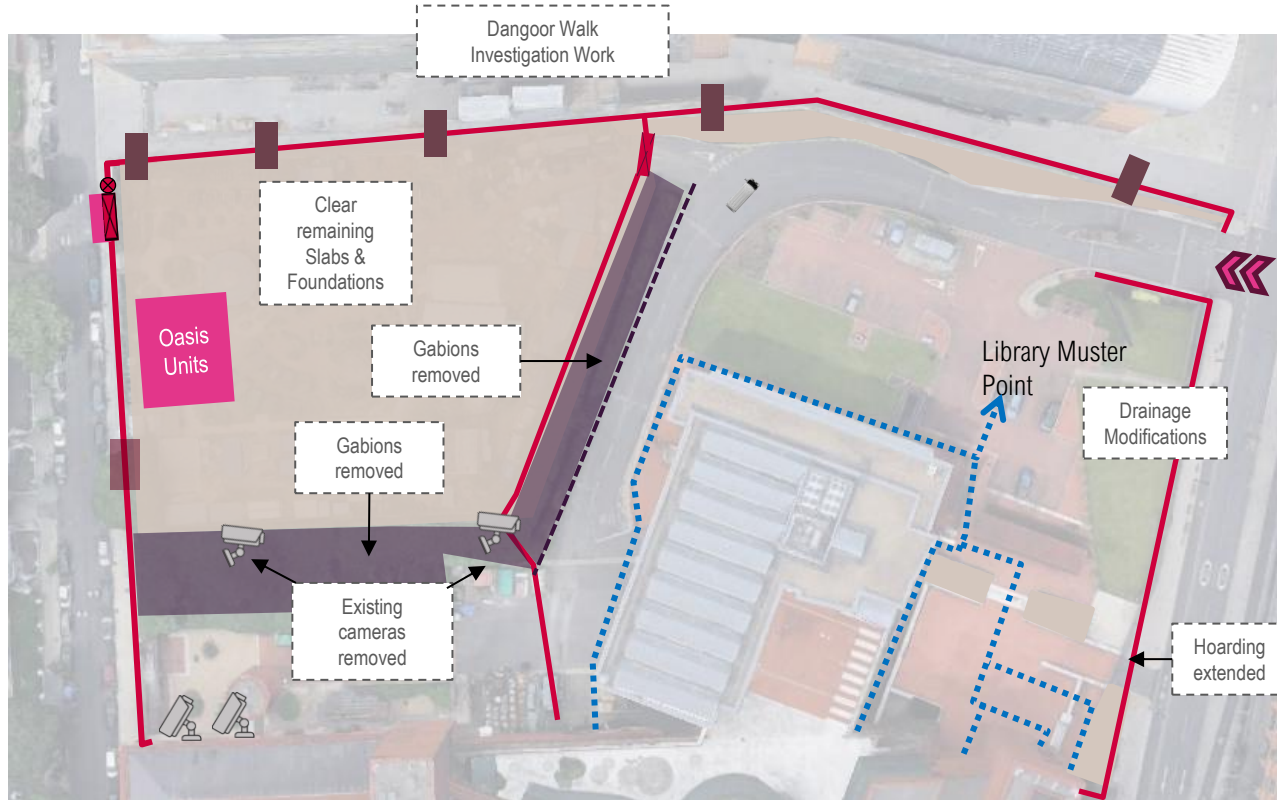 Dangoor Walk
Investigation Work
Clear
remaining
Slabs &
Foundations
Oasis
Units
Gabions
removed
Library Muster
Point
Drainage
Modifications
Gabions
removed
Existing
cameras
removed
Hoarding
extended